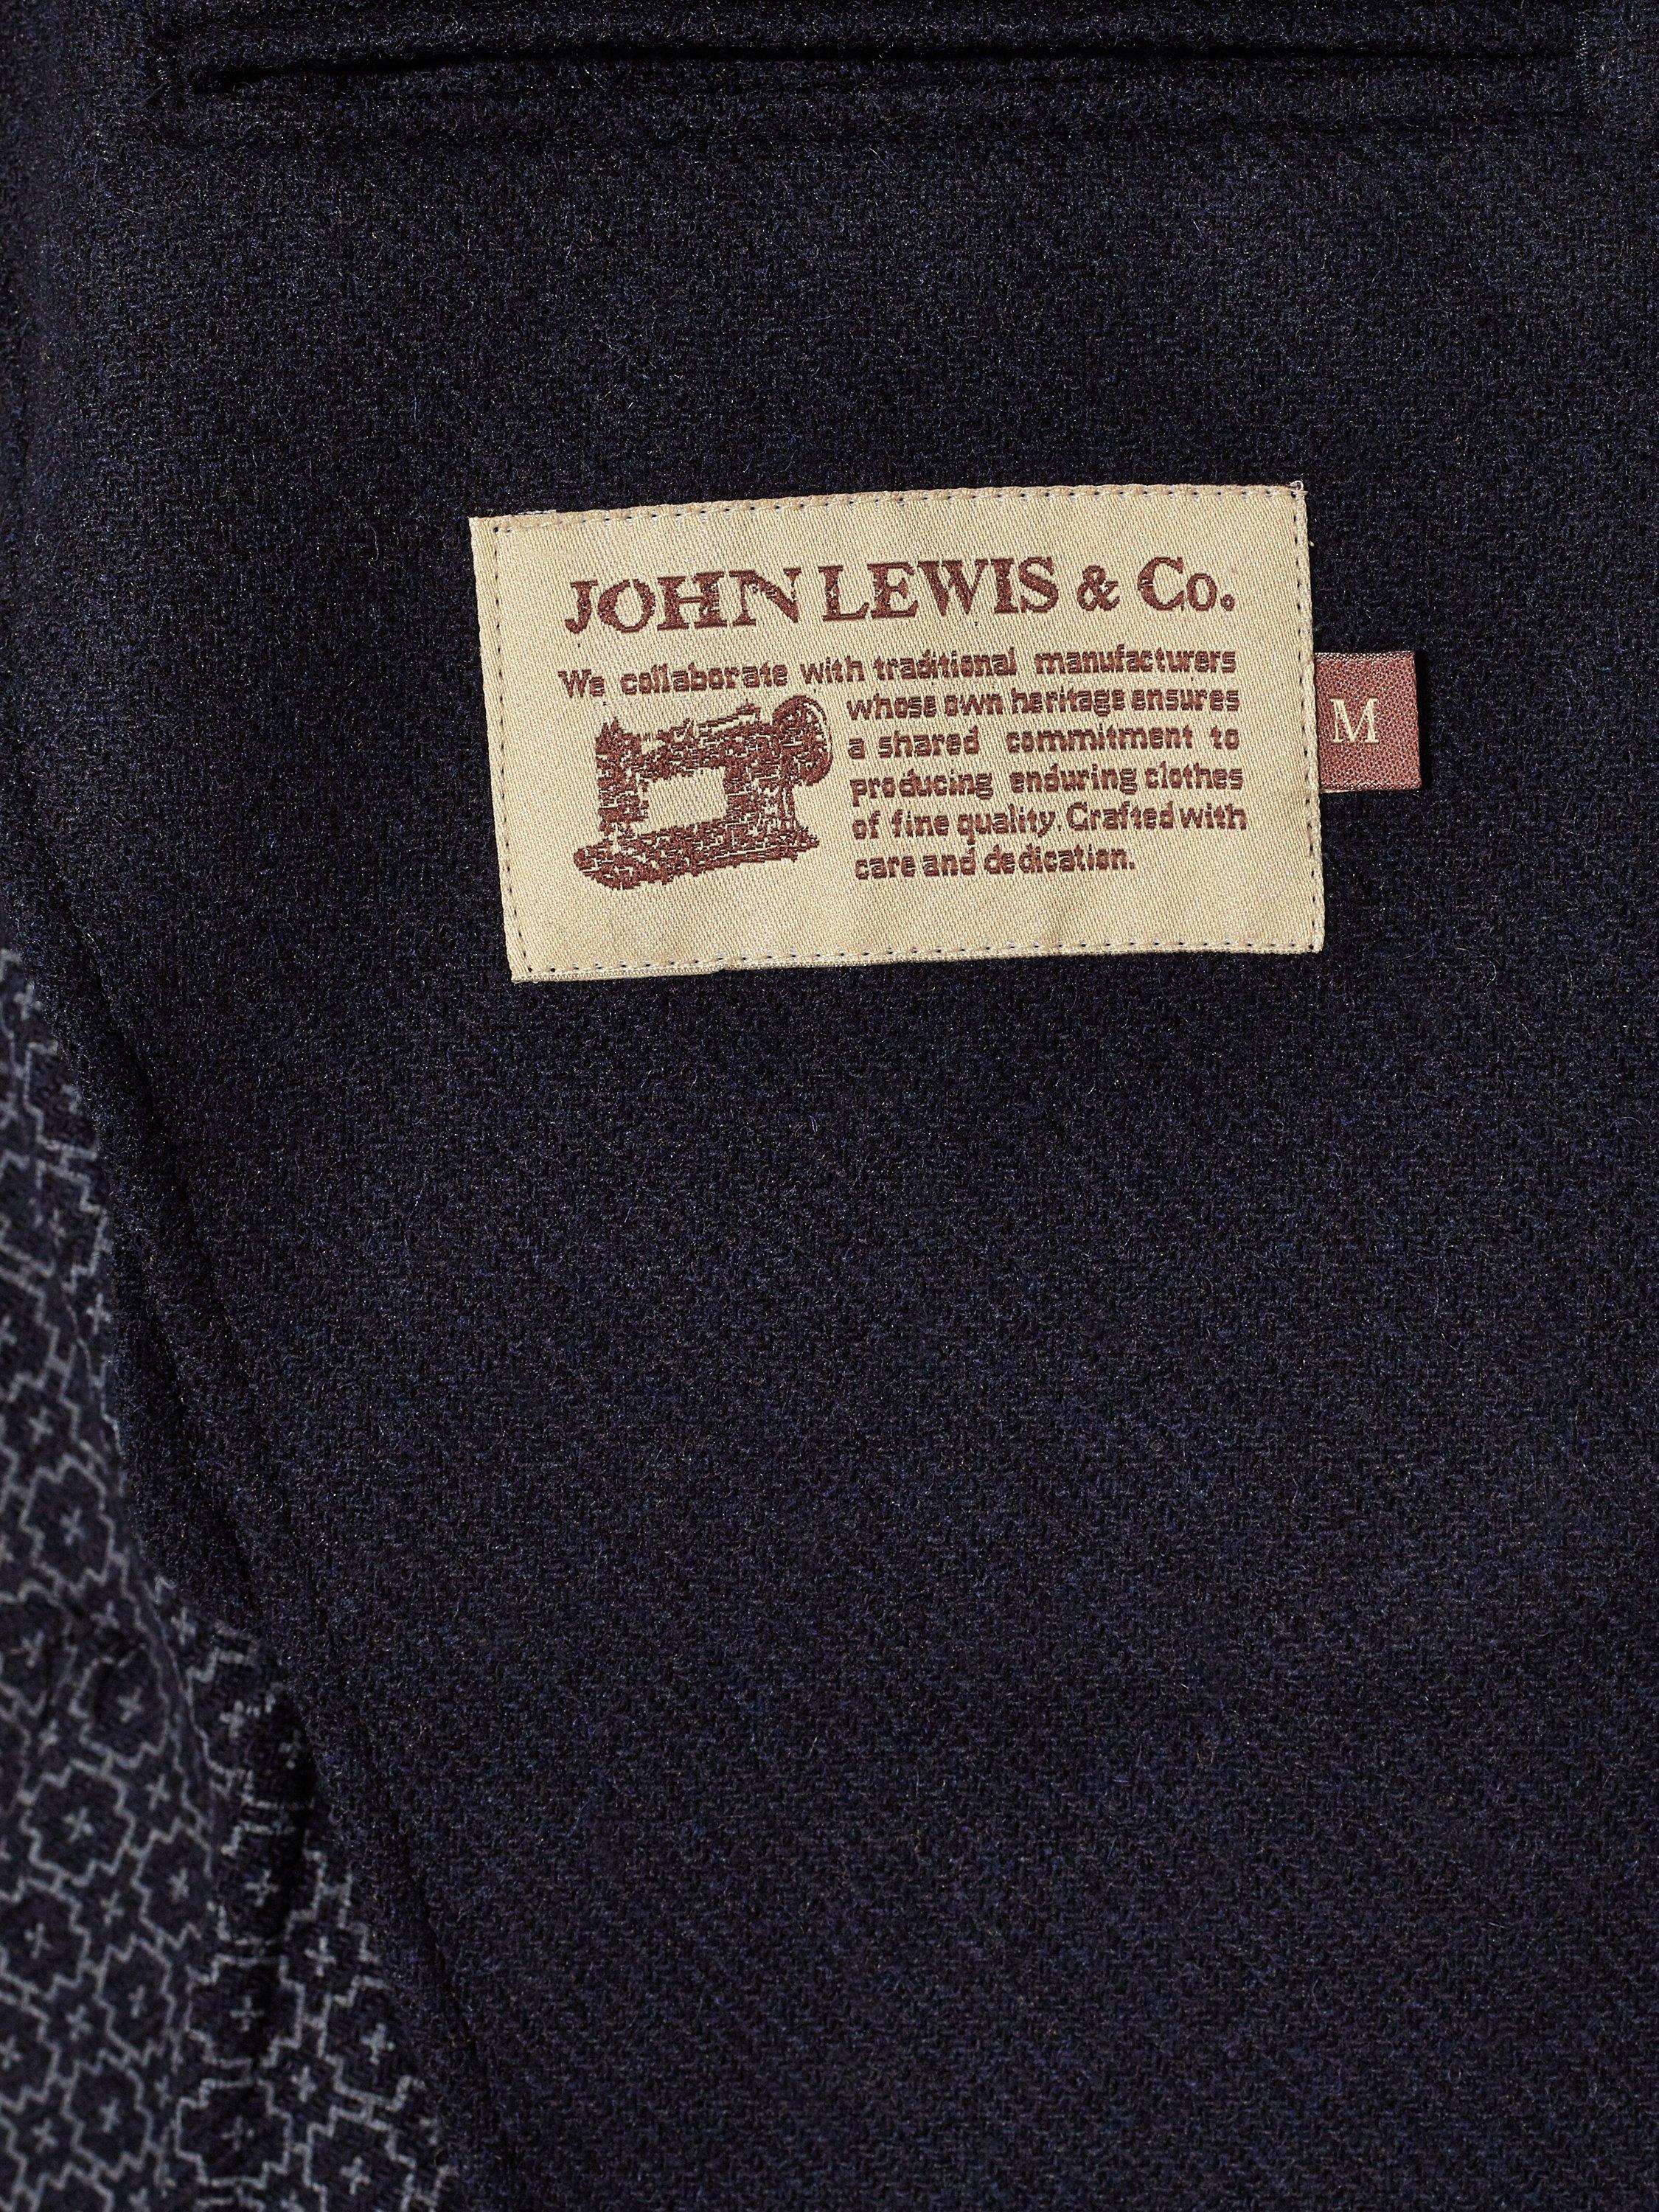 JOHN LEWIS & Co.
We collaborate with traditional manufacturers
whose own heritage ensures
a shared commitment to
producing enduring clothes
of fine quality. Crafted with
care and dedication.
M